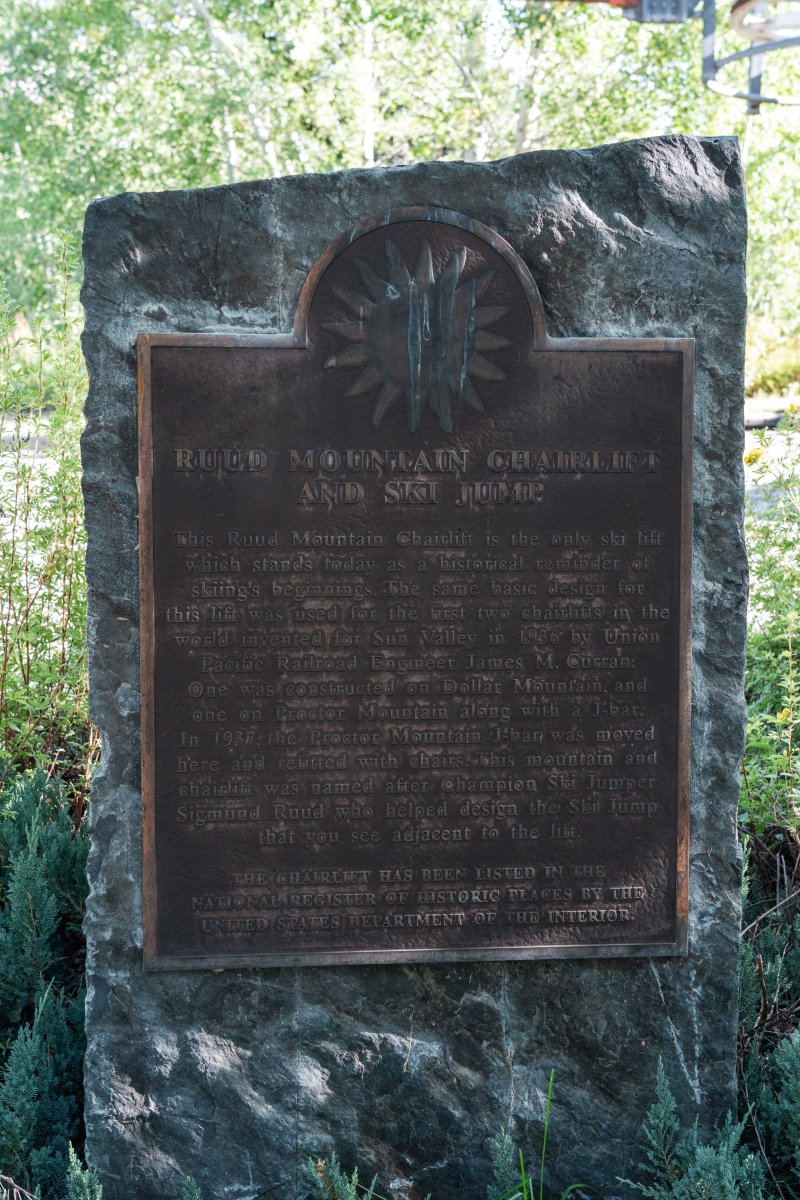 RUUD MOUNTAIN CHAIRLIFT
AND SKI JUMP
This Ruud Mountain Chairlift is the only ski lift
which stands today as a historical reminder of
skiing's beginnings. The same basic design for
this lift was used for the first two chairlifts in the
world invented for Sun Valley in 1936 by Union
Pacific Railroad Engineer James M. Curran:
One was constructed on Dollar Mountain, and
one on Proctor Mountain along with a J-bar.
In 1937, the Proctor Mountain J-bar was moved
here and refitted with chairs. This mountain and
chairlift was named after Champion Ski Jumper
Sigmund Ruud who helped design the Ski Jump
that you see adjacent to the lift.
THE CHAIRLIFT HAS BEEN LISTED IN THE
NATIONAL REGISTER OF HISTORIC PLACES BY THE
UNITED STATES DEPARTMENT OF THE INTERIOR.